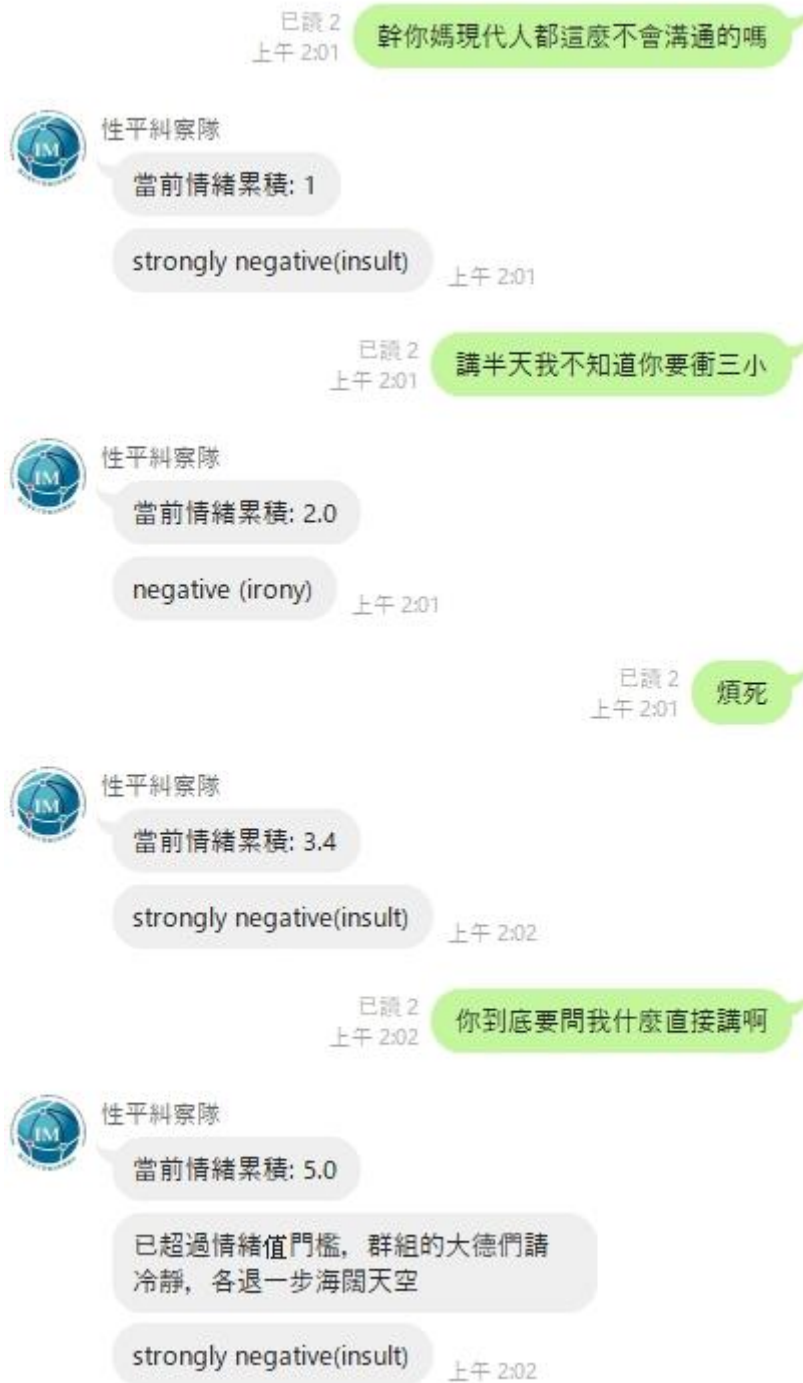 已讀 2
上午 2:01
幹你媽現代人都這麼不會溝通的嗎
IM
性平糾察隊
當前情緒累積: 1
strongly negative(insult)
上午 2:01
已讀 2
上午 2:01
講半天我不知道你要衝三小
IM
性平糾察隊
當前情緒累積: 2.0
negative (irony)
上午 2:01
已讀 2
上午 2:01
煩死
IM
性平糾察隊
當前情緒累積: 3.4
strongly negative(insult)
上午 2:02
已讀 2
上午 2:02
你到底要問我什麼直接講啊
IM
性平糾察隊
當前情緒累積: 5.0
已超過情緒值門檻，群組的大德們請
冷靜，各退一步海闊天空
strongly negative(insult)
上午 2:02